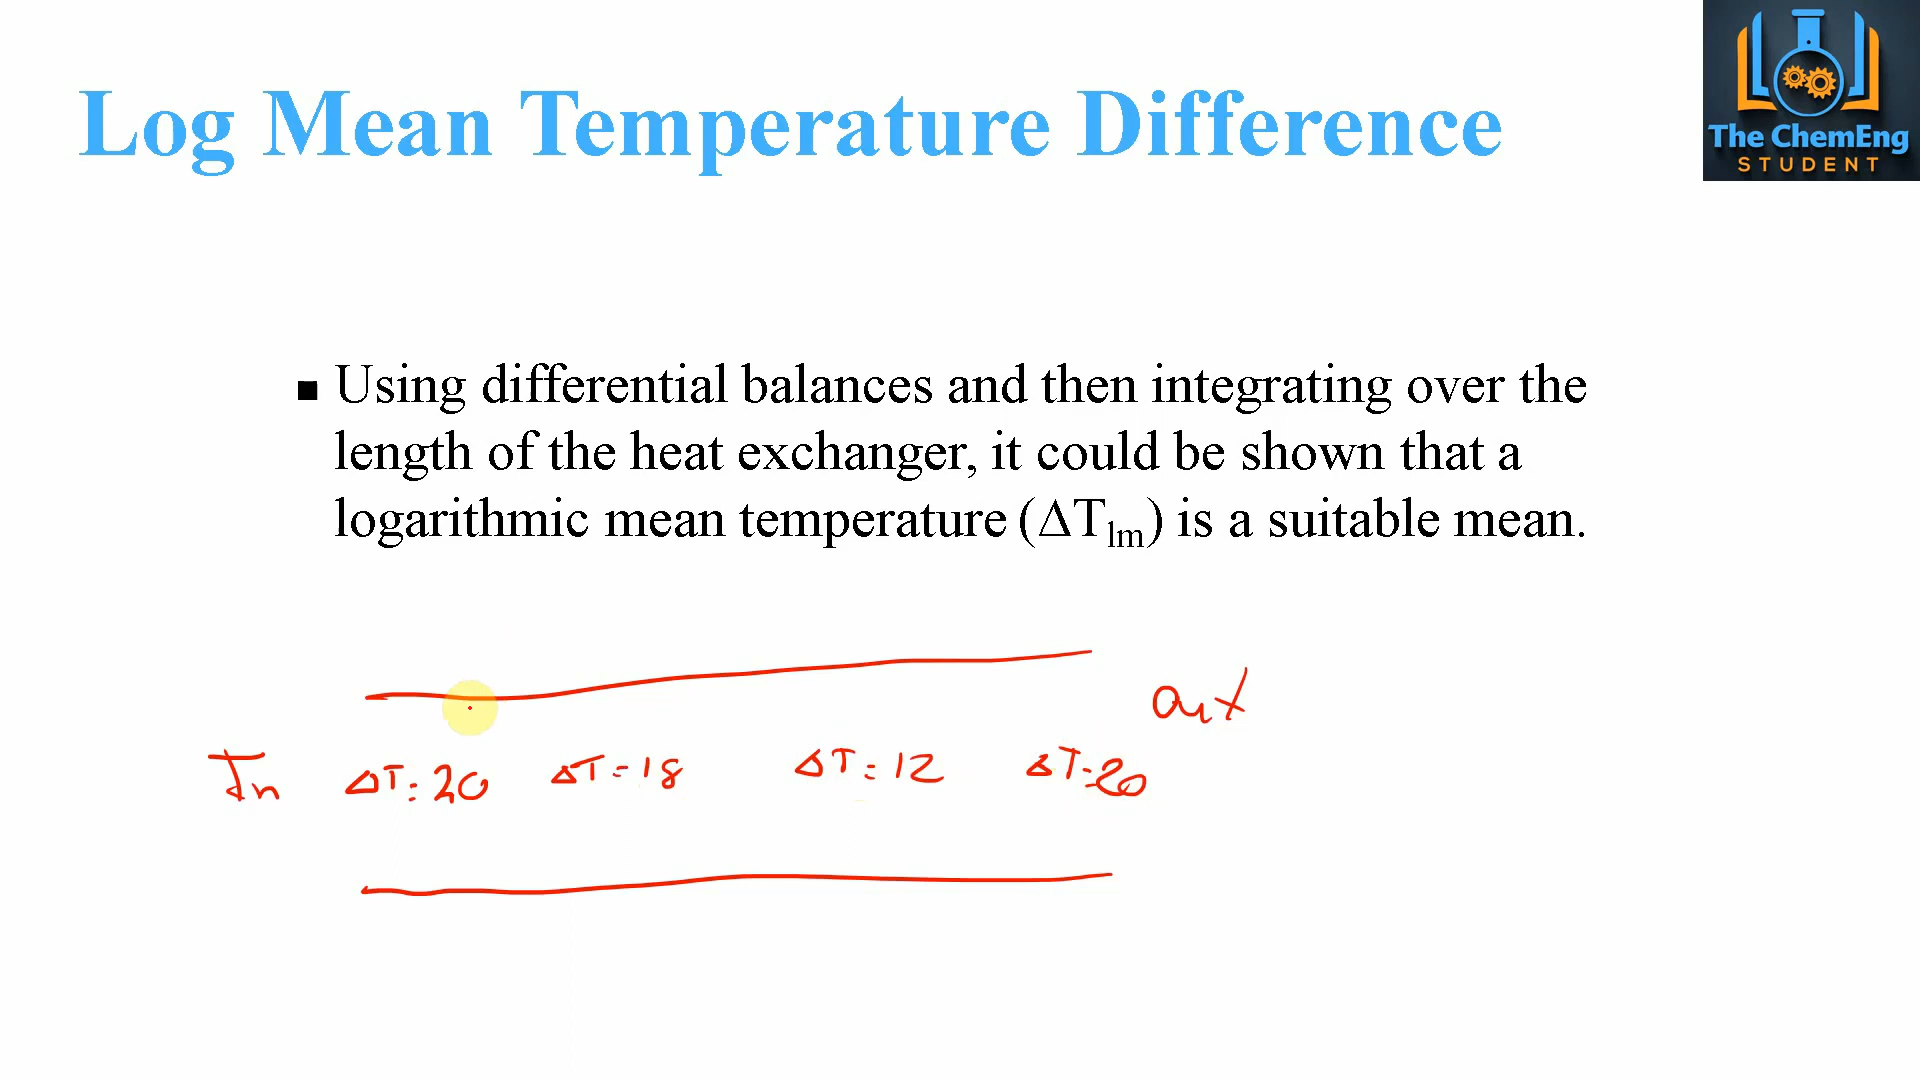 Log Mean Temperature Difference
The ChemEng
STUDENT
▪ Using differential balances and then integrating over the
length of the heat exchanger, it could be shown that a
logarithmic mean temperature (ΔTlm) is a suitable mean.
out
In ΔT=20 ΔT=18 ΔT=12 ΔT=20